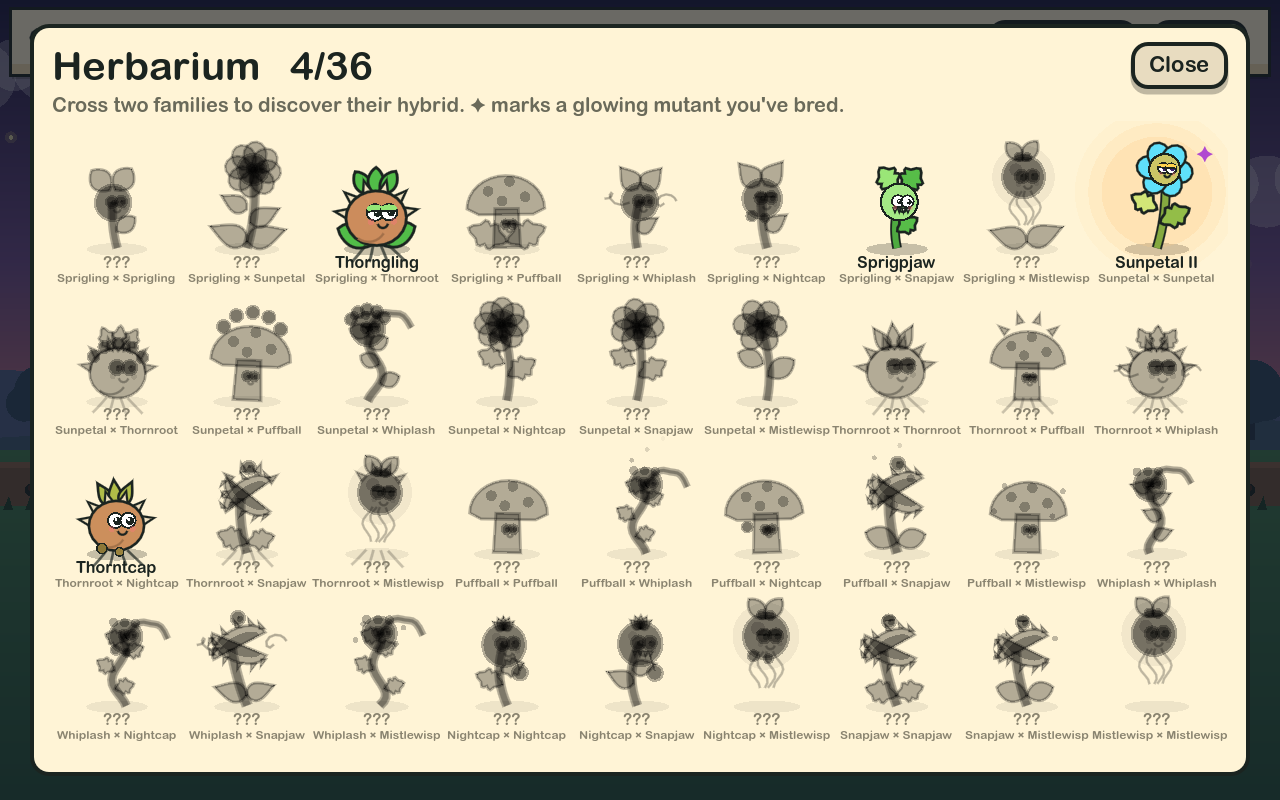 Herbarium 4/36
Close
Cross two families to discover their hybrid. ✦ marks a glowing mutant you've bred.
??? ??? Thorngling ??? ??? ??? Sprigpjaw ??? Sunpetal II
Sprigling × Sprigling Sprigling × Sunpetal Sprigling × Thornroot Sprigling × Puffball Sprigling × Whiplash Sprigling × Nightcap Sprigling × Snapjaw Sprigling × Mistlewisp Sunpetal × Sunpetal
??? ??? ??? ??? ??? ??? ??? ??? ???
Sunpetal × Thornroot Sunpetal × Puffball Sunpetal × Whiplash Sunpetal × Nightcap Sunpetal × Snapjaw Sunpetal × Mistlewisp Thornroot × Thornroot Thornroot × Puffball Thornroot × Whiplash
Thorntcap ??? ??? ??? ??? ??? ??? ??? ???
Thornroot × Nightcap Thornroot × Snapjaw Thornroot × Mistlewisp Puffball × Puffball Puffball × Whiplash Puffball × Nightcap Puffball × Snapjaw Puffball × Mistlewisp Whiplash × Whiplash
??? ??? ??? ??? ??? ??? ??? ??? ???
Whiplash × Nightcap Whiplash × Snapjaw Whiplash × Mistlewisp Nightcap × Nightcap Nightcap × Snapjaw Nightcap × Mistlewisp Snapjaw × Snapjaw Snapjaw × Mistlewisp Mistlewisp × Mistlewisp